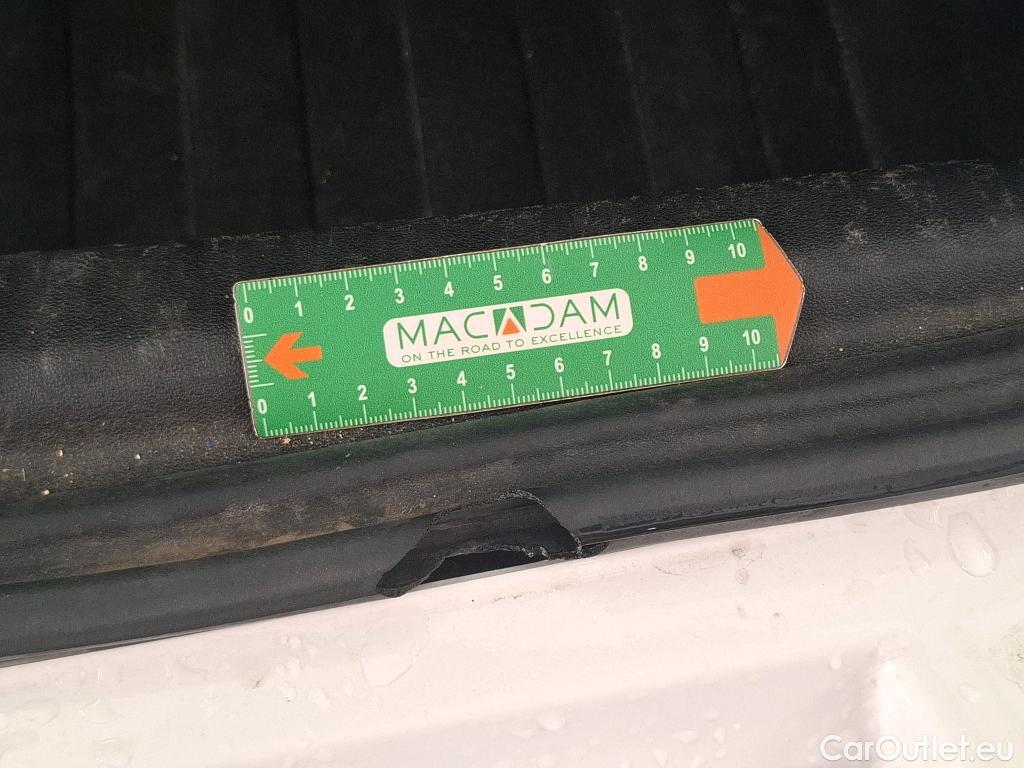 0 1 2 3 4 5 6 7 8 9 10
MACADAM
ON THE ROAD TO EXCELLENCE
0 1 2 3 4 5 6 7 8 9 10
CarOutlet.eu